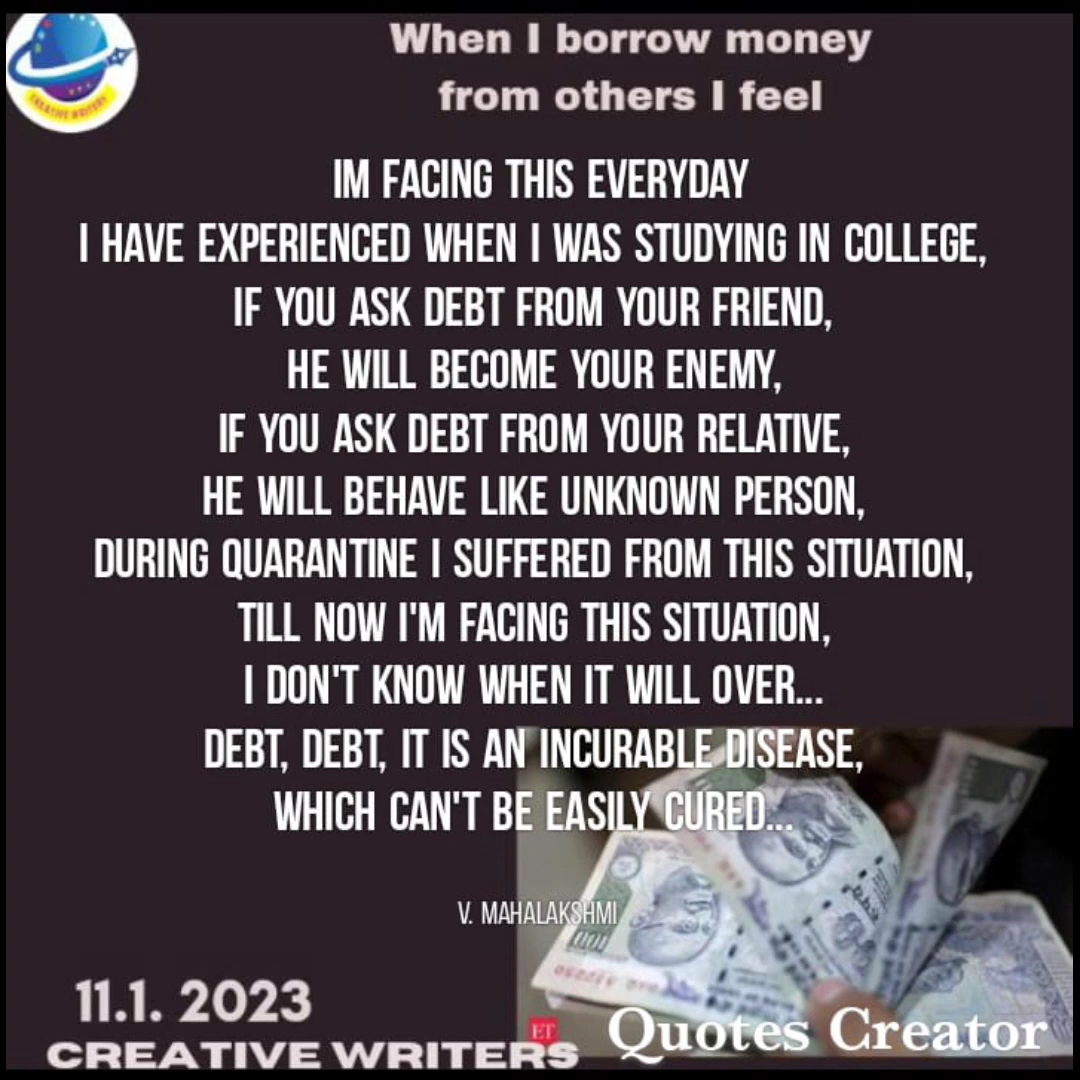 When I borrow money
from others I feel
CREATIVE WRITERS
IM FACING THIS EVERYDAY
I HAVE EXPERIENCED WHEN I WAS STUDYING IN COLLEGE,
IF YOU ASK DEBT FROM YOUR FRIEND,
HE WILL BECOME YOUR ENEMY,
IF YOU ASK DEBT FROM YOUR RELATIVE,
HE WILL BEHAVE LIKE UNKNOWN PERSON,
DURING QUARANTINE I SUFFERED FROM THIS SITUATION,
TILL NOW I'M FACING THIS SITUATION,
I DON'T KNOW WHEN IT WILL OVER...
DEBT, DEBT, IT IS AN INCURABLE DISEASE,
WHICH CAN'T BE EASILY CURED...
V. MAHALAKSHMI
100
11.1. 2023
ET
Quotes Creator
CREATIVE WRITERS